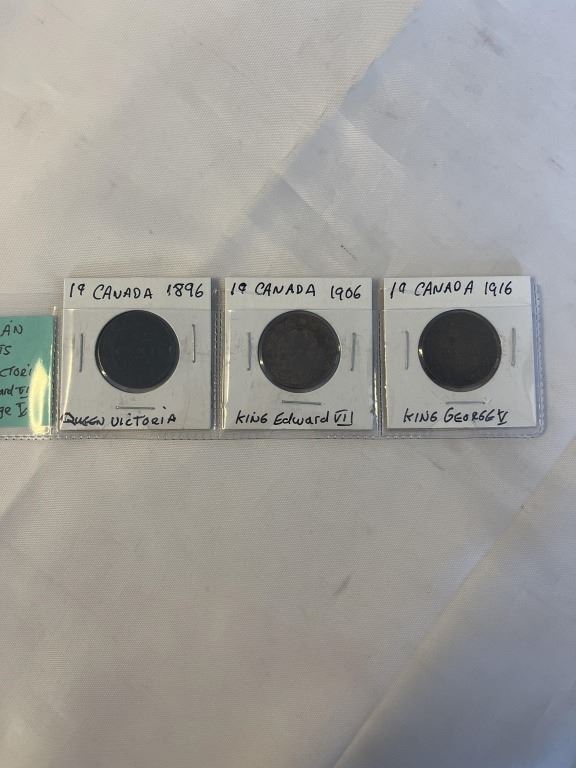 1¢ CANADA 1896
QUEEN VICTORIA
1¢ CANADA 1906
KING Edward VII
1¢ CANADA 1916
KING GEORGE V